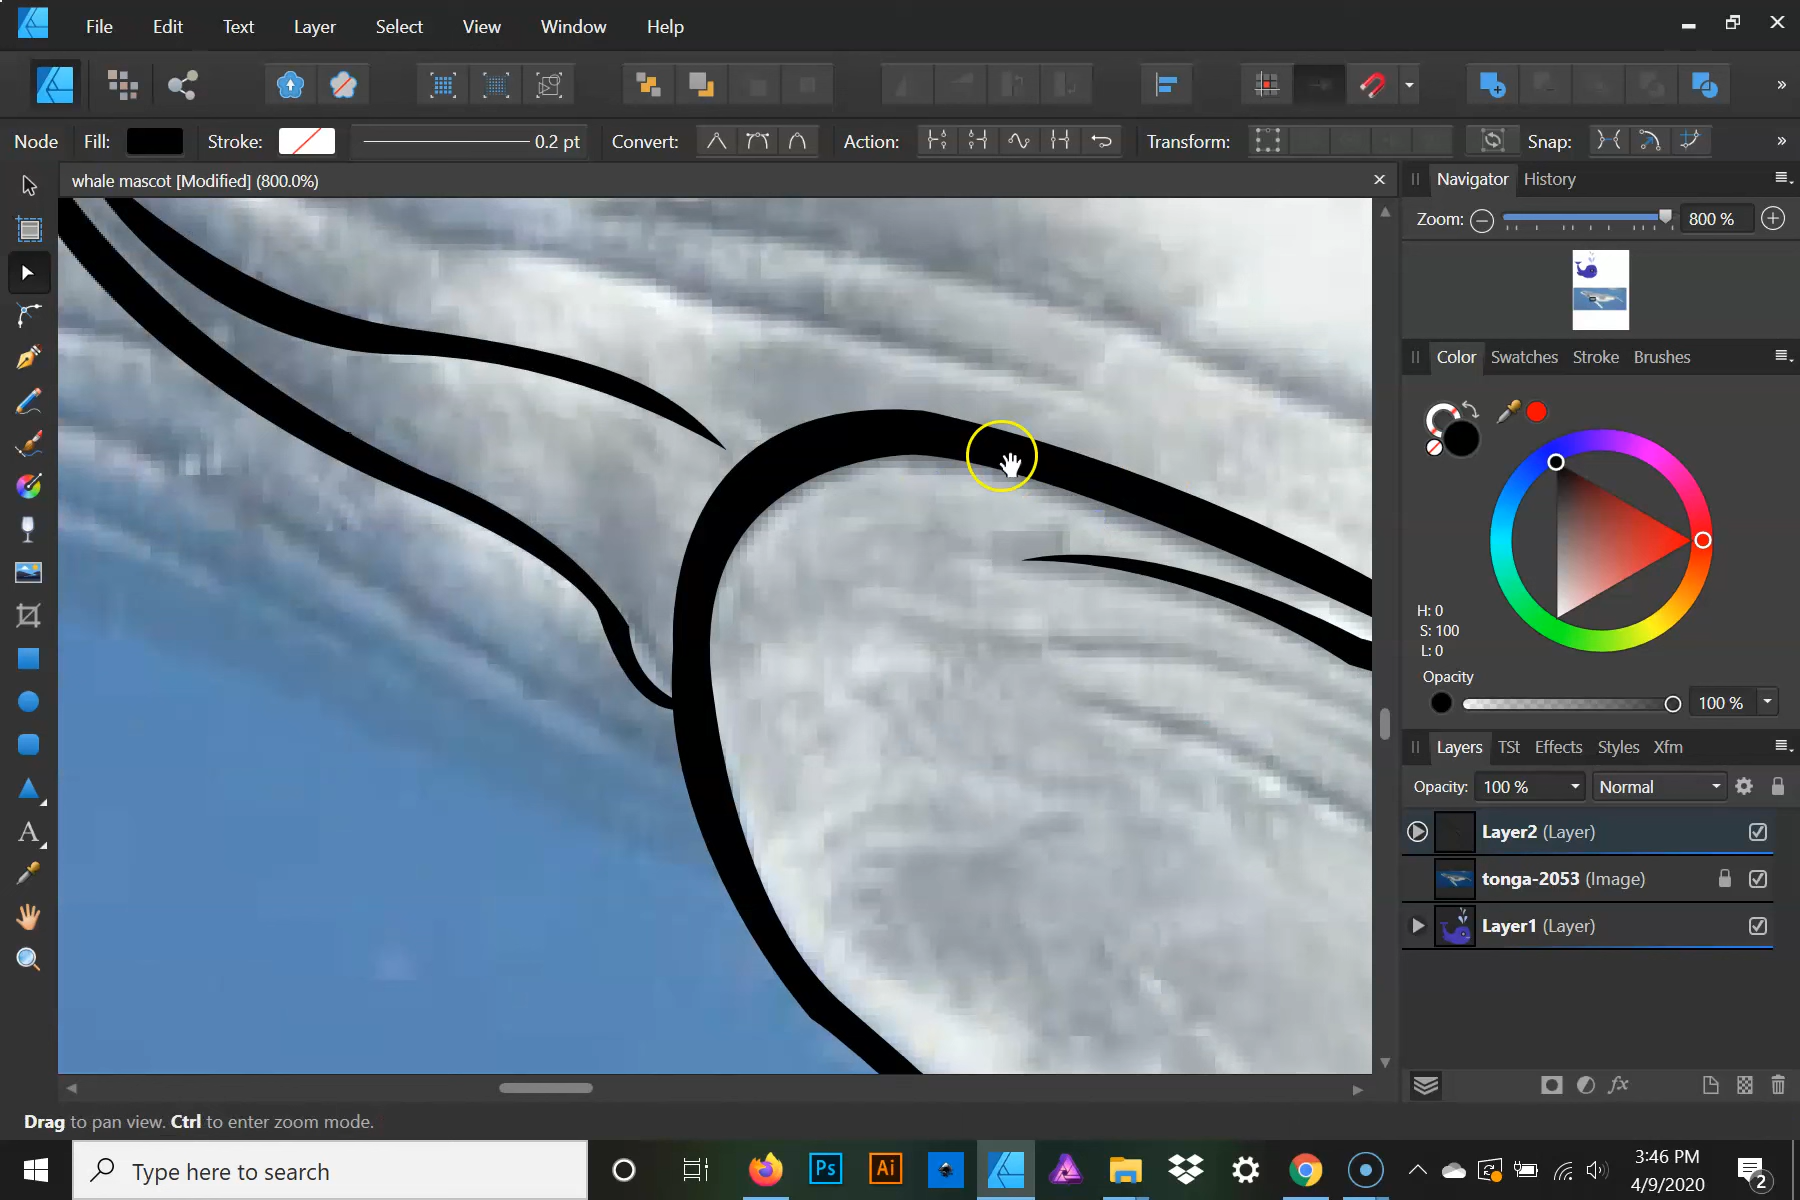 File Edit Text Layer Select View Window Help
Node Fill: Stroke: 0.2 pt Convert: Action: Transform: Snap:
whale mascot [Modified] (800.0%)
Navigator History
Zoom: 800 %
Color Swatches Stroke Brushes
H: 0
S: 100
L: 0
Opacity
100 %
Layers TSt Effects Styles Xfm
Opacity: 100 % Normal
Layer2 (Layer)
tonga-2053 (Image)
Layer1 (Layer)
fx
A
Drag to pan view. Ctrl to enter zoom mode.
Type here to search
Ps
Ai
3:46 PM
4/9/2020
2